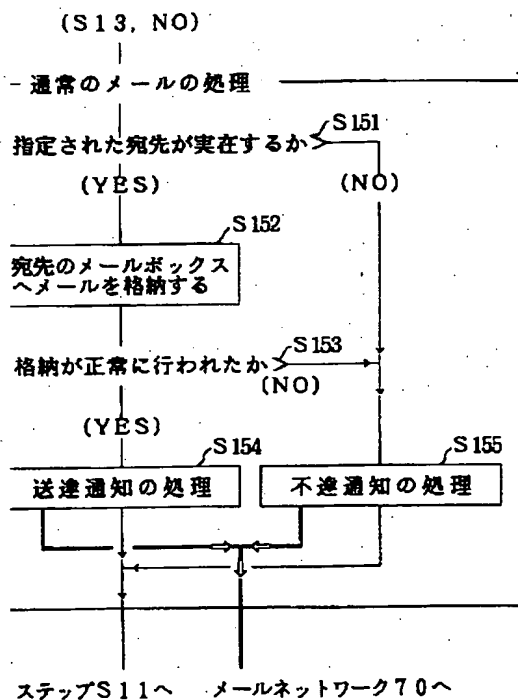 (S13, NO)
通常のメールの処理
指定された宛先が実在するか
S151
(YES)
(NO)
S152
宛先のメールボックス
へメールを格納する
格納が正常に行われたか
S153
(NO)
(YES)
S154
S155
送達通知の処理
不達通知の処理
ステップS11へ
メールネットワーク70へ